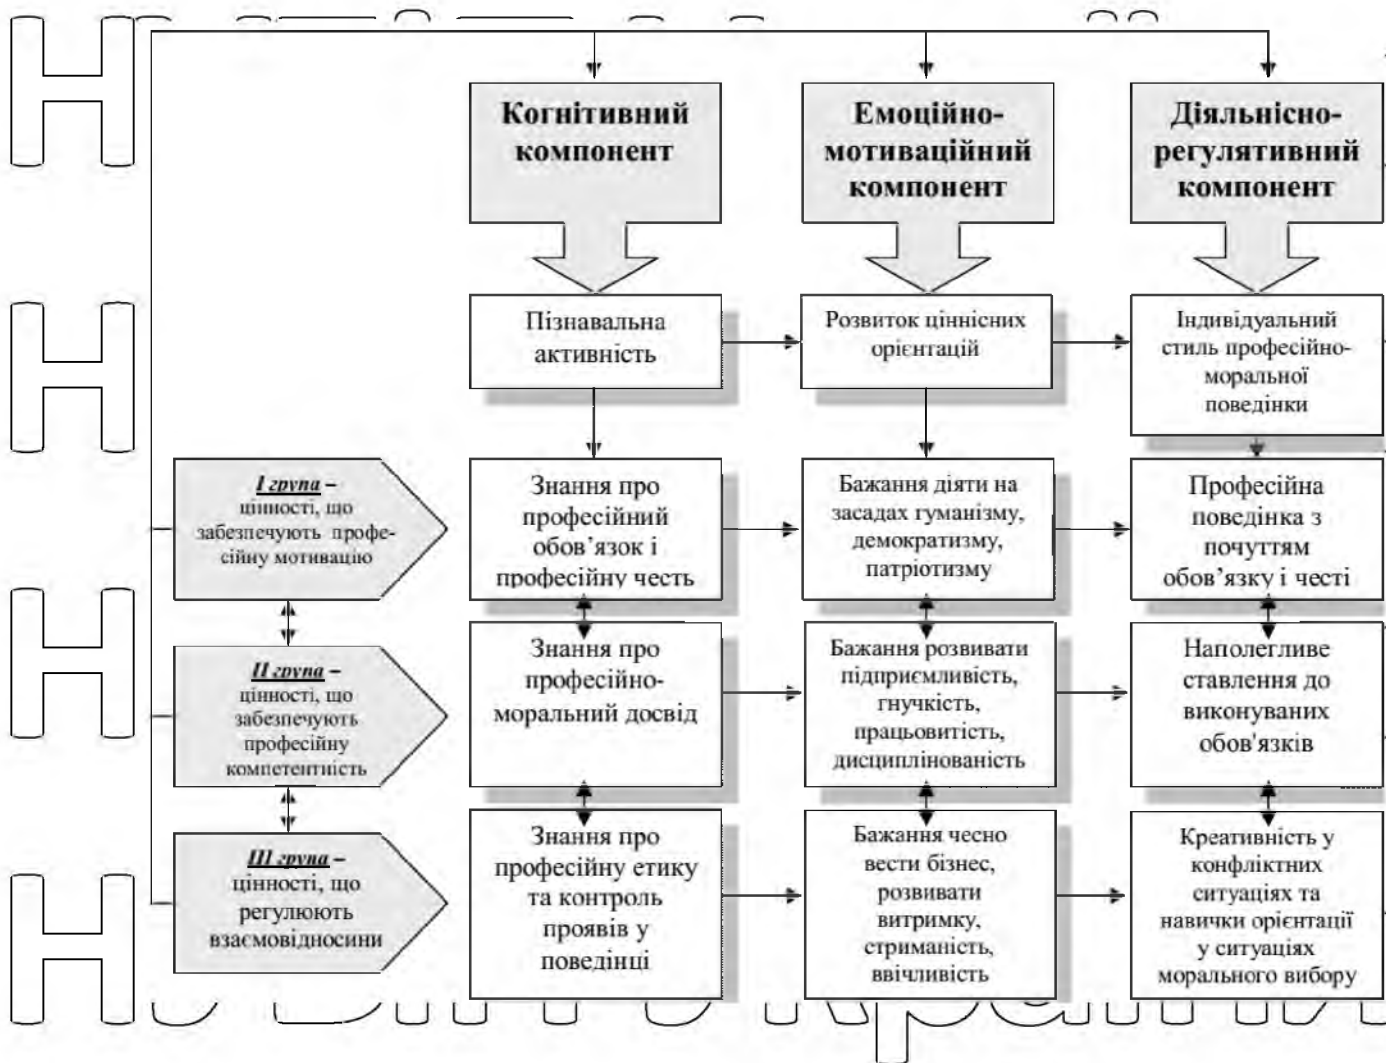 Когнітивний
компонент
Емоційно-
мотиваційний
компонент
Діяльнісно-
регулятивний
компонент
Пізнавальна
активність
Розвиток ціннісних
орієнтацій
Індивідуальний
стиль професійно-
моральної
поведінки
І група –
цінності, що
забезпечують профе-
сійну мотивацію
Знання про
професійний
обов’язок і
професійну честь
Бажання діяти на
засадах гуманізму,
демократизму,
патріотизму
Професійна
поведінка з
почуттям
обов’язку і честі
ІІ група –
цінності, що
забезпечують
професійну
компетентність
Знання про
професійно-
моральний досвід
Бажання розвивати
підприємливість,
гнучкість,
працьовитість,
дисциплінованість
Наполегливе
ставлення до
виконуваних
обов'язків
ІІІ група –
цінності, що
регулюють
взаємовідносини
Знання про
професійну етику
та контроль
проявів у
поведінці
Бажання чесно
вести бізнес,
розвивати
витримку,
стриманість,
ввічливість
Креативність у
конфліктних
ситуаціях та
навички орієнтації
у ситуаціях
морального вибору